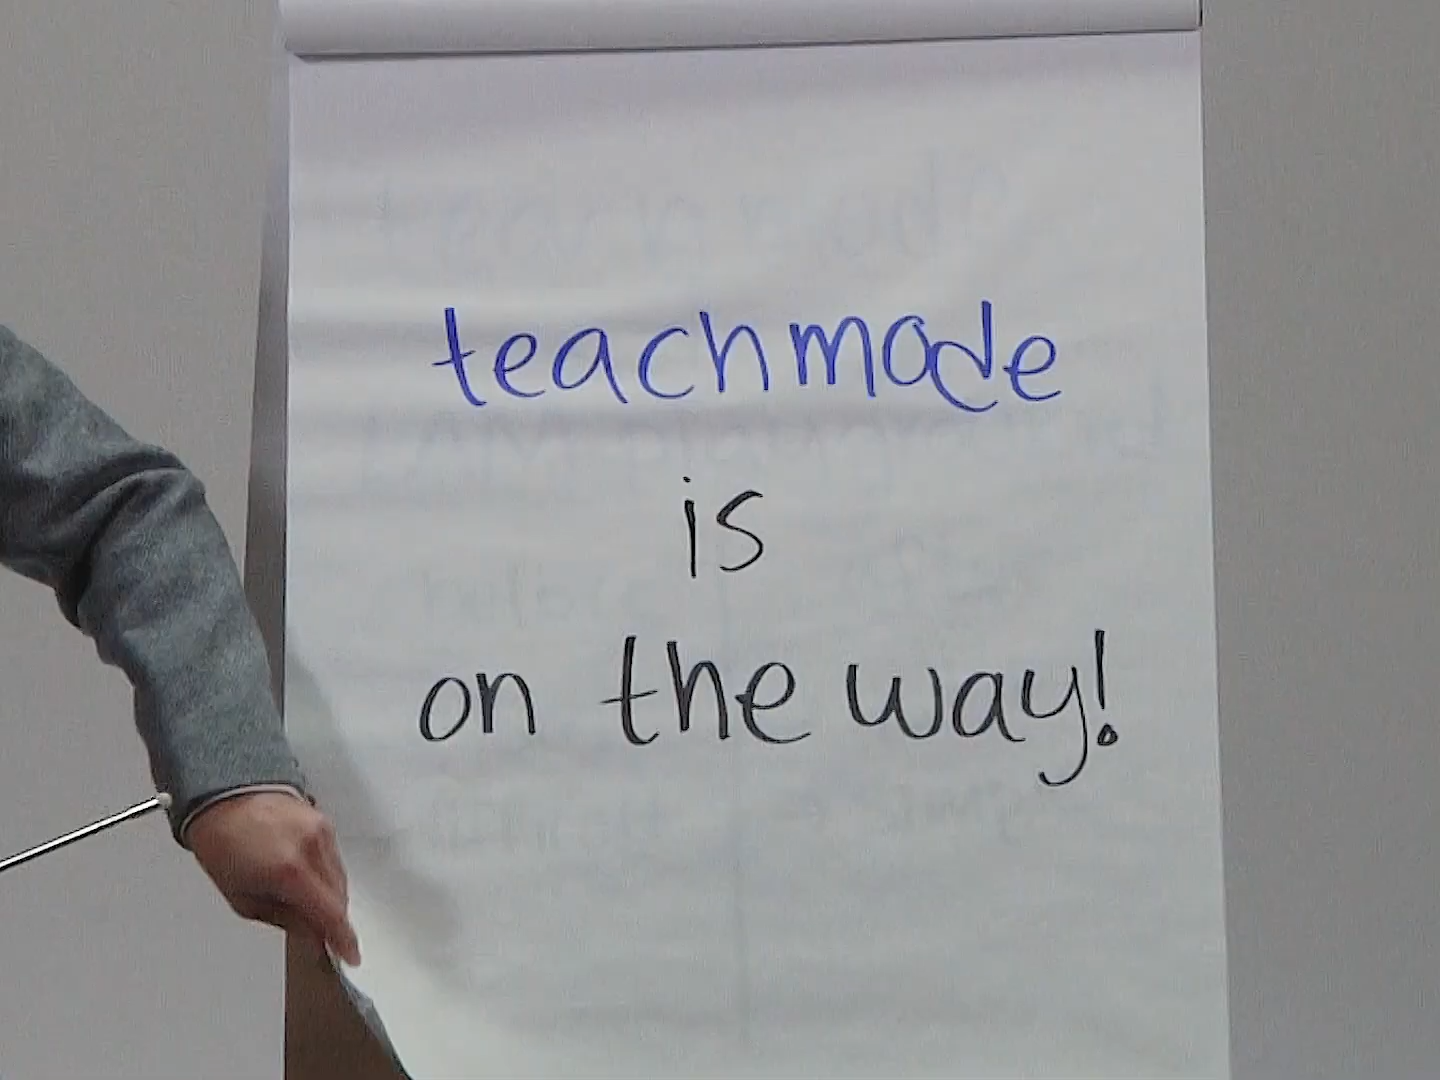 teachmode
is
on the way!